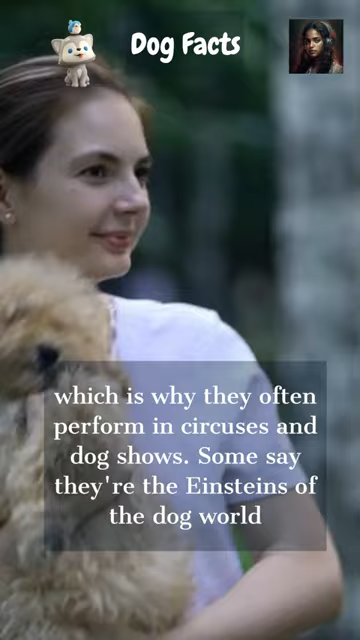 Dog Facts
which is why they often
perform in circuses and
dog shows. Some say
they're the Einsteins of
the dog world